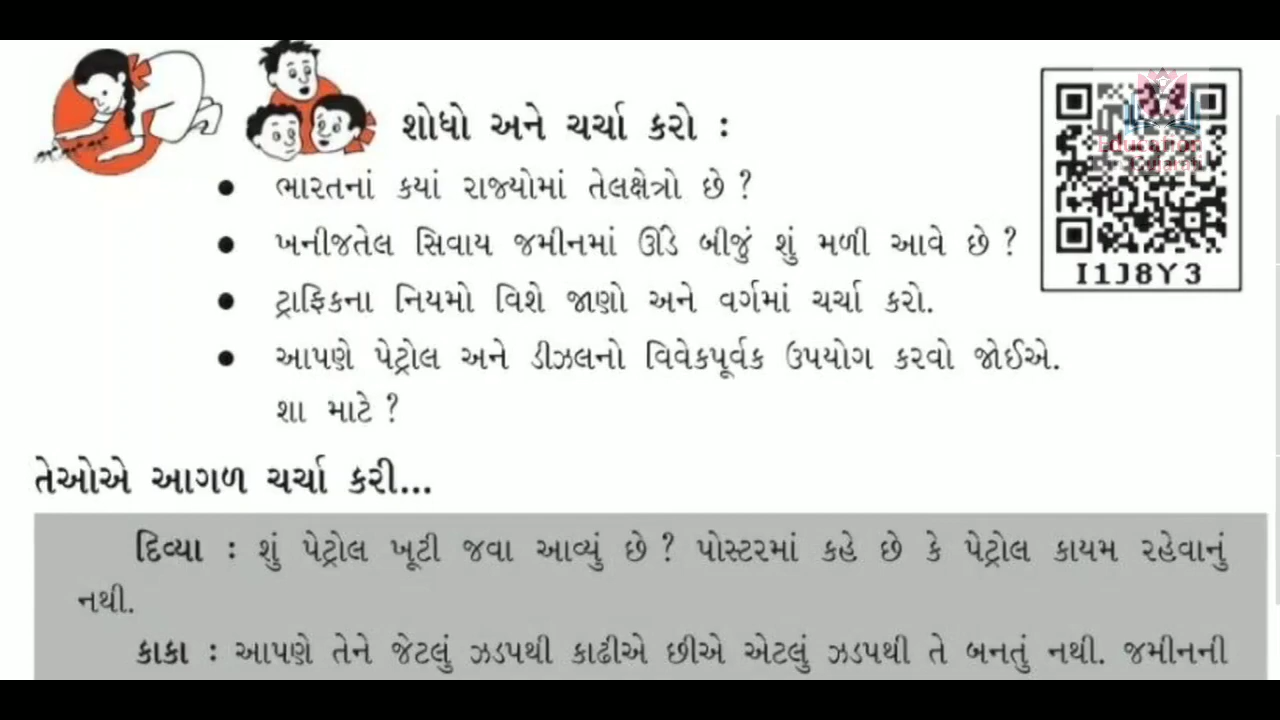 શોધો અને ચર્ચા કરો :
● ભારતનાં કયાં રાજ્યોમાં તેલક્ષેત્રો છે ?
● ખનીજતેલ સિવાય જમીનમાં ઊંડે બીજું શું મળી આવે છે ?
● ટ્રાફિકના નિયમો વિશે જાણો અને વર્ગમાં ચર્ચા કરો.
● આપણે પેટ્રોલ અને ડીઝલનો વિવેકપૂર્વક ઉપયોગ કરવો જોઈએ.
શા માટે ?
Education
Gujarat
I1J8Y3
તેઓએ આગળ ચર્ચા કરી...
દિવ્યા : શું પેટ્રોલ ખૂટી જવા આવ્યું છે ? પોસ્ટરમાં કહે છે કે પેટ્રોલ કાયમ રહેવાનું
નથી.
કાકા : આપણે તેને જેટલું ઝડપથી કાઢીએ છીએ એટલું ઝડપથી તે બનતું નથી. જમીનની